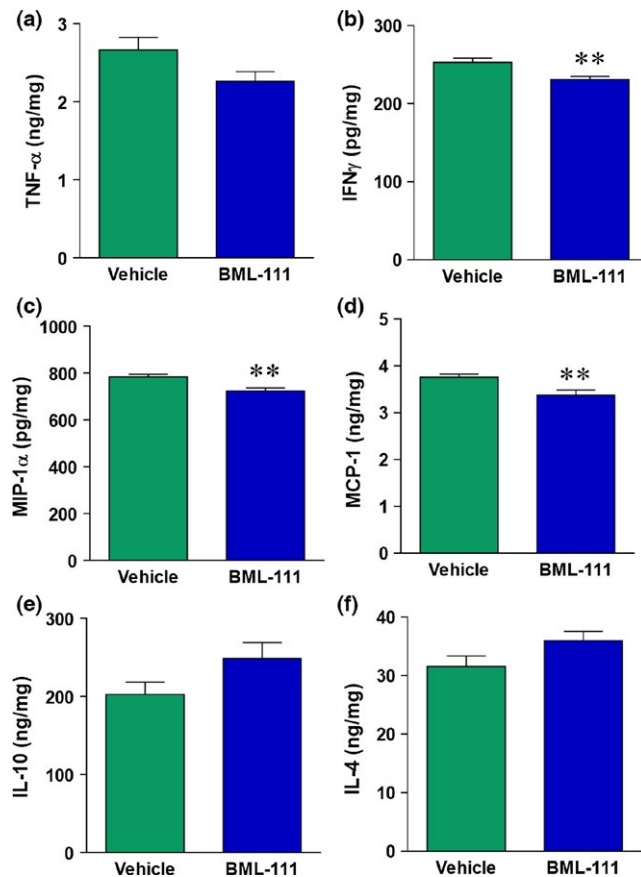 (a)
TNF-α (ng/mg)
3
2
1
0
Vehicle BML-111
(b)
IFNγ (pg/mg)
300
200
100
0
**
Vehicle BML-111
(c)
MIP-1α (pg/mg)
1000
800
600
400
200
0
**
Vehicle BML-111
(d)
MCP-1 (ng/mg)
5
4
3
2
1
0
**
Vehicle BML-111
(e)
IL-10 (ng/mg)
300
200
100
0
Vehicle BML-111
(f)
IL-4 (ng/mg)
40
30
20
10
0
Vehicle BML-111